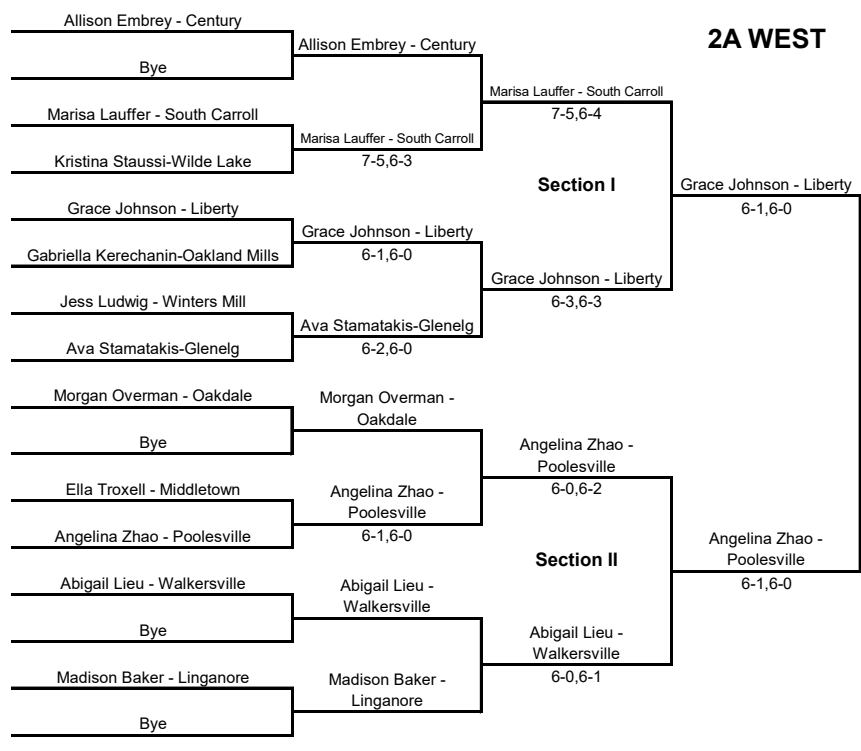 Allison Embrey - Century
Bye
Marisa Lauffer - South Carroll
Kristina Staussi-Wilde Lake
Grace Johnson - Liberty
Gabriella Kerechanin-Oakland Mills
Jess Ludwig - Winters Mill
Ava Stamatakis-Glenelg
Morgan Overman - Oakdale
Bye
Ella Troxell - Middletown
Angelina Zhao - Poolesville
Abigail Lieu - Walkersville
Bye
Madison Baker - Linganore
Bye
Allison Embrey - Century
Marisa Lauffer - South Carroll
7-5,6-3
Grace Johnson - Liberty
6-1,6-0
Ava Stamatakis-Glenelg
6-2,6-0
Morgan Overman -
Oakdale
Angelina Zhao -
Poolesville
6-1,6-0
Abigail Lieu -
Walkersville
Madison Baker -
Linganore
Marisa Lauffer - South Carroll
7-5,6-4
Section I
Grace Johnson - Liberty
6-3,6-3
Angelina Zhao -
Poolesville
6-0,6-2
Section II
Abigail Lieu -
Walkersville
6-0,6-1
2A WEST
Grace Johnson - Liberty
6-1,6-0
Angelina Zhao -
Poolesville
6-1,6-0